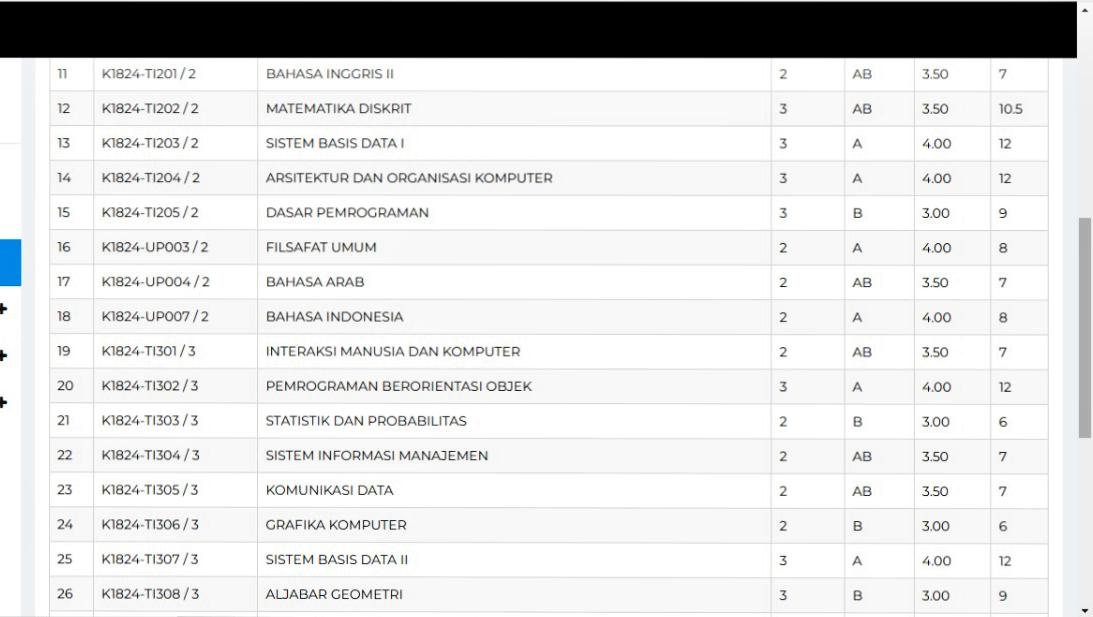 11 K1824-TI201 / 2 BAHASA INGGRIS II 2 AB 3.50 7
12 K1824-TI202 / 2 MATEMATIKA DISKRIT 3 AB 3.50 10.5
13 K1824-TI203 / 2 SISTEM BASIS DATA I 3 A 4.00 12
14 K1824-TI204 / 2 ARSITEKTUR DAN ORGANISASI KOMPUTER 3 A 4.00 12
15 K1824-TI205 / 2 DASAR PEMROGRAMAN 3 B 3.00 9
16 K1824-UP003 / 2 FILSAFAT UMUM 2 A 4.00 8
17 K1824-UP004 / 2 BAHASA ARAB 2 AB 3.50 7
18 K1824-UP007 / 2 BAHASA INDONESIA 2 A 4.00 8
19 K1824-TI301 / 3 INTERAKSI MANUSIA DAN KOMPUTER 2 AB 3.50 7
20 K1824-TI302 / 3 PEMROGRAMAN BERORIENTASI OBJEK 3 A 4.00 12
21 K1824-TI303 / 3 STATISTIK DAN PROBABILITAS 2 B 3.00 6
22 K1824-TI304 / 3 SISTEM INFORMASI MANAJEMEN 2 AB 3.50 7
23 K1824-TI305 / 3 KOMUNIKASI DATA 2 AB 3.50 7
24 K1824-TI306 / 3 GRAFIKA KOMPUTER 2 B 3.00 6
25 K1824-TI307 / 3 SISTEM BASIS DATA II 3 A 4.00 12
26 K1824-TI308 / 3 ALJABAR GEOMETRI 3 B 3.00 9